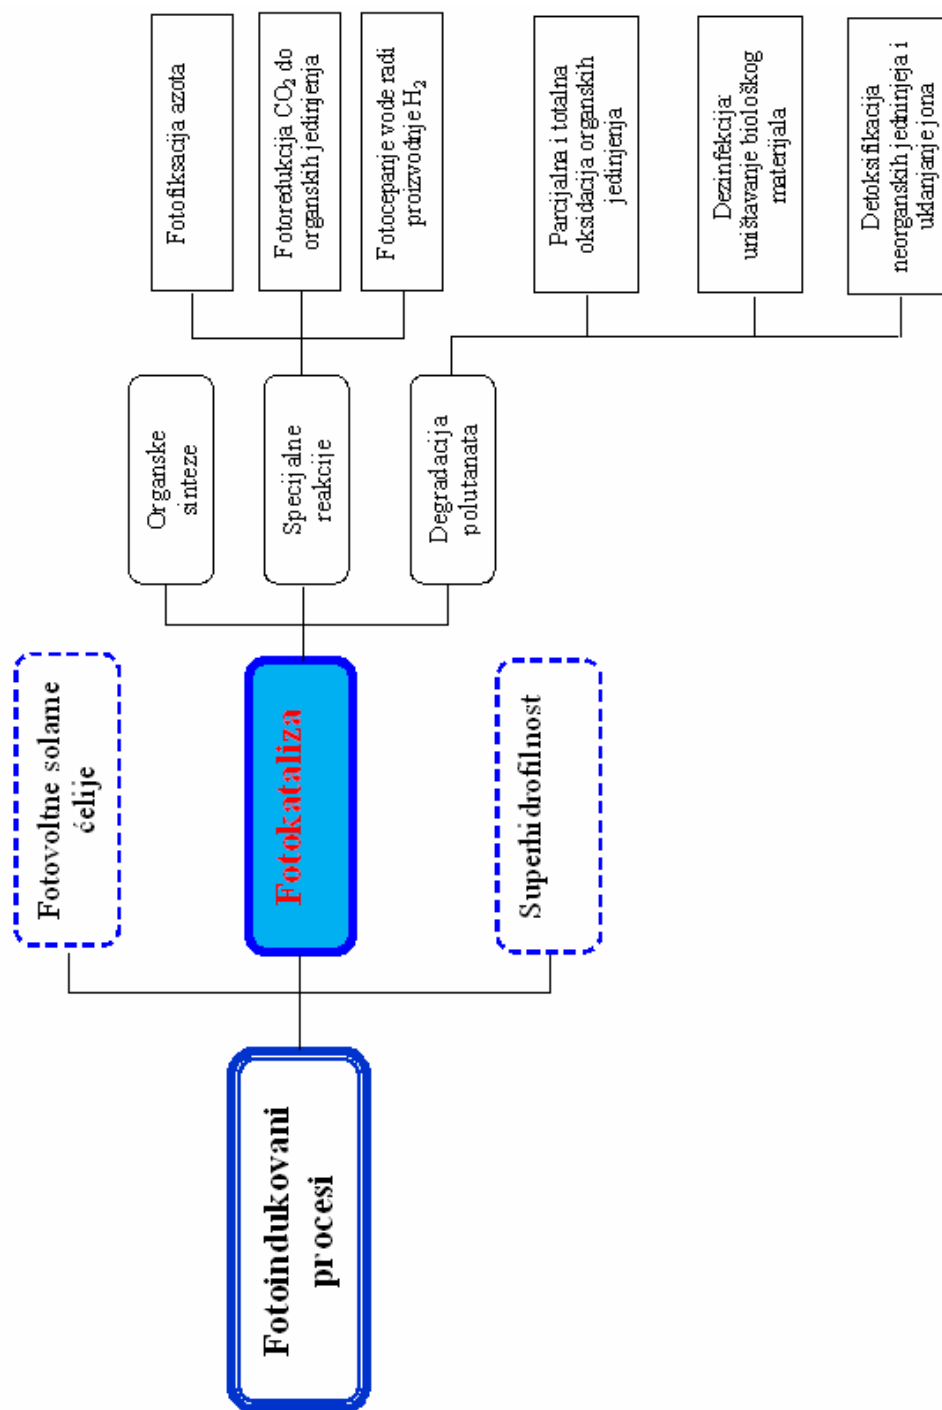 Fotoindukovani
procesi
Fotovoltne solarne
ćelije
Fotokataliza
Superhidrofilnost
Organske
sinteze
Specijalne
reakcije
Degradacija
polutanata
Fotofiksacija azota
Fotoredukcija CO₂ do
organskih jedinjenja
Fotocepanje vode radi
proizvodnje H₂
Parcijalna i totalna
oksidacija organskih
jedinjenja
Dezinfekcija:
uništavanje biološkog
materijala
Detoksifikacija
neorganskih jedninjeja i
uklanjanje jona